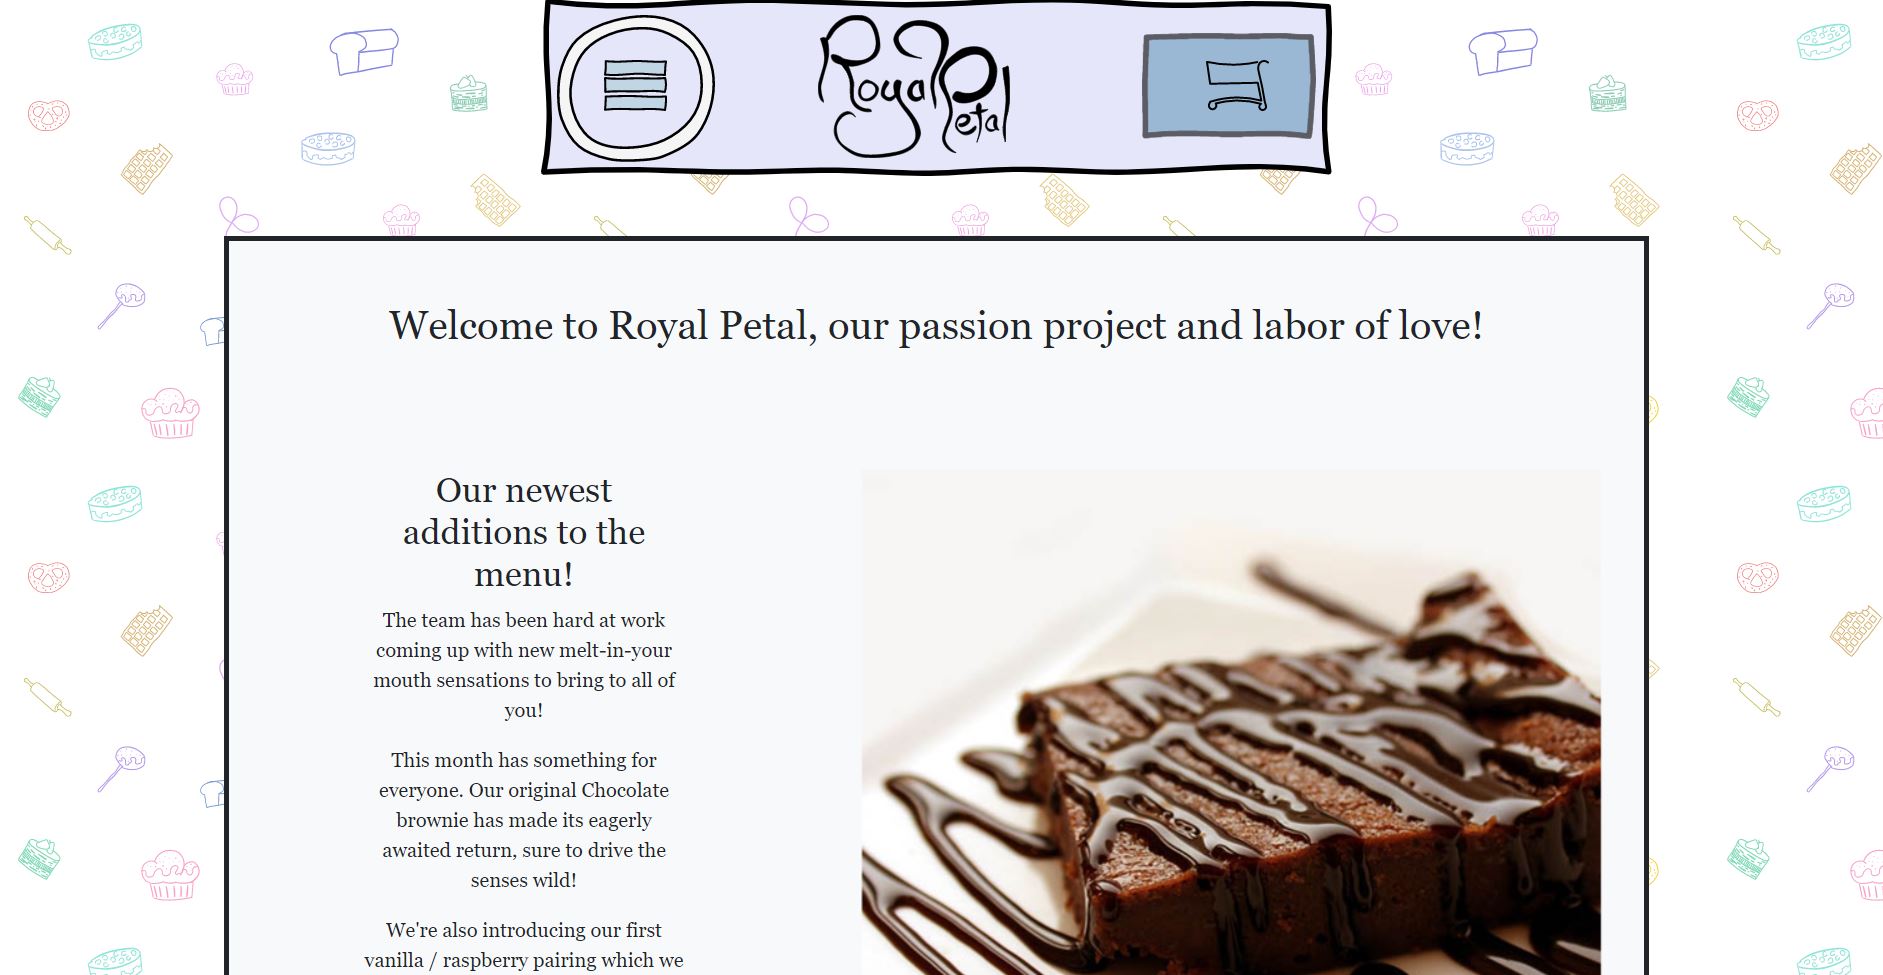 Royal Petal
Welcome to Royal Petal, our passion project and labor of love!
Our newest
additions to the
menu!
The team has been hard at work
coming up with new melt-in-your
mouth sensations to bring to all of
you!
This month has something for
everyone. Our original Chocolate
brownie has made its eagerly
awaited return, sure to drive the
senses wild!
We're also introducing our first
vanilla / raspberry pairing which we